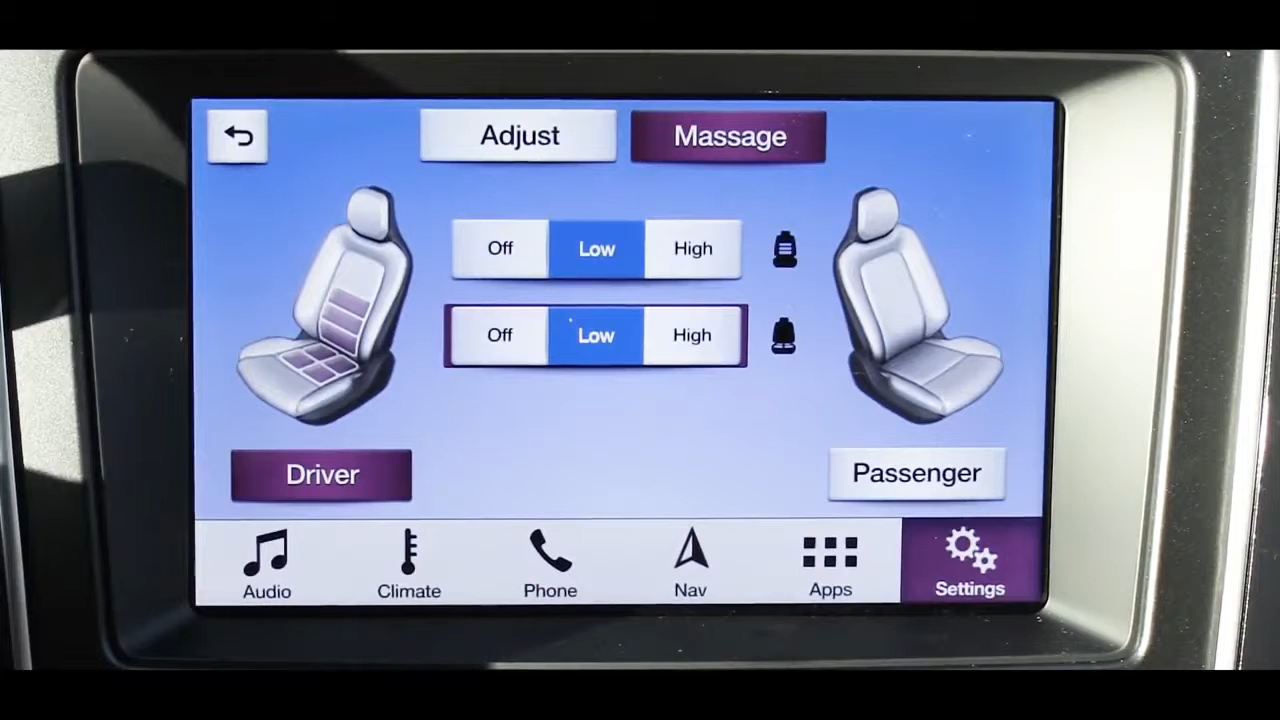 Adjust
Massage
Off
Low
High
Off
Low
High
Driver
Passenger
Audio
Climate
Phone
Nav
Apps
Settings